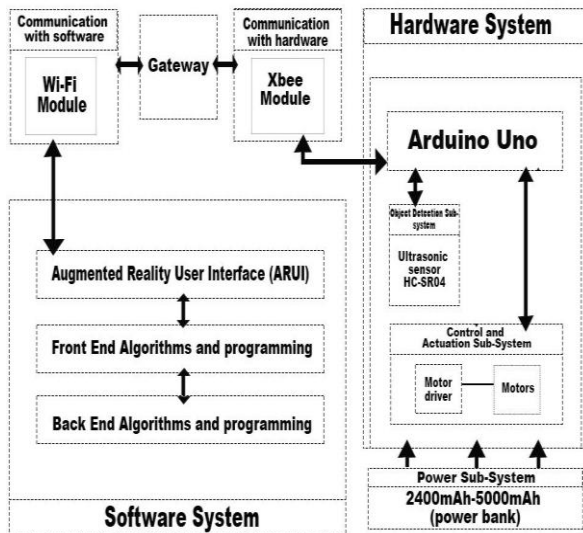 Communication
with software
Wi-Fi
Module
Gateway
Communication
with hardware
Xbee
Module
Hardware System
Arduino Uno
Object Detection Sub-
system
Ultrasonic
sensor
HC-SR04
Control and
Actuation Sub-System
Motor
driver
Motors
Power Sub-System
2400mAh-5000mAh
(power bank)
Augmented Reality User Interface (ARUI)
Front End Algorithms and programming
Back End Algorithms and programming
Software System